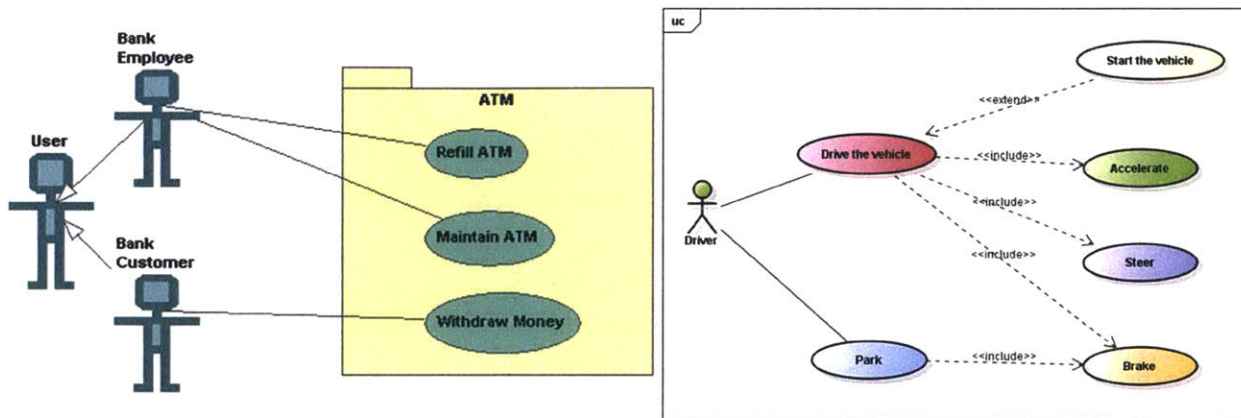 Bank
Employee
User
Bank
Customer
ATM
Refill ATM
Maintain ATM
Withdraw Money
uc
Start the vehicle
<<extend>>
Drive the vehicle
<<include>>
Accelerate
<<include>>
Driver
Steer
<<include>>
Park
<<include>>
Brake